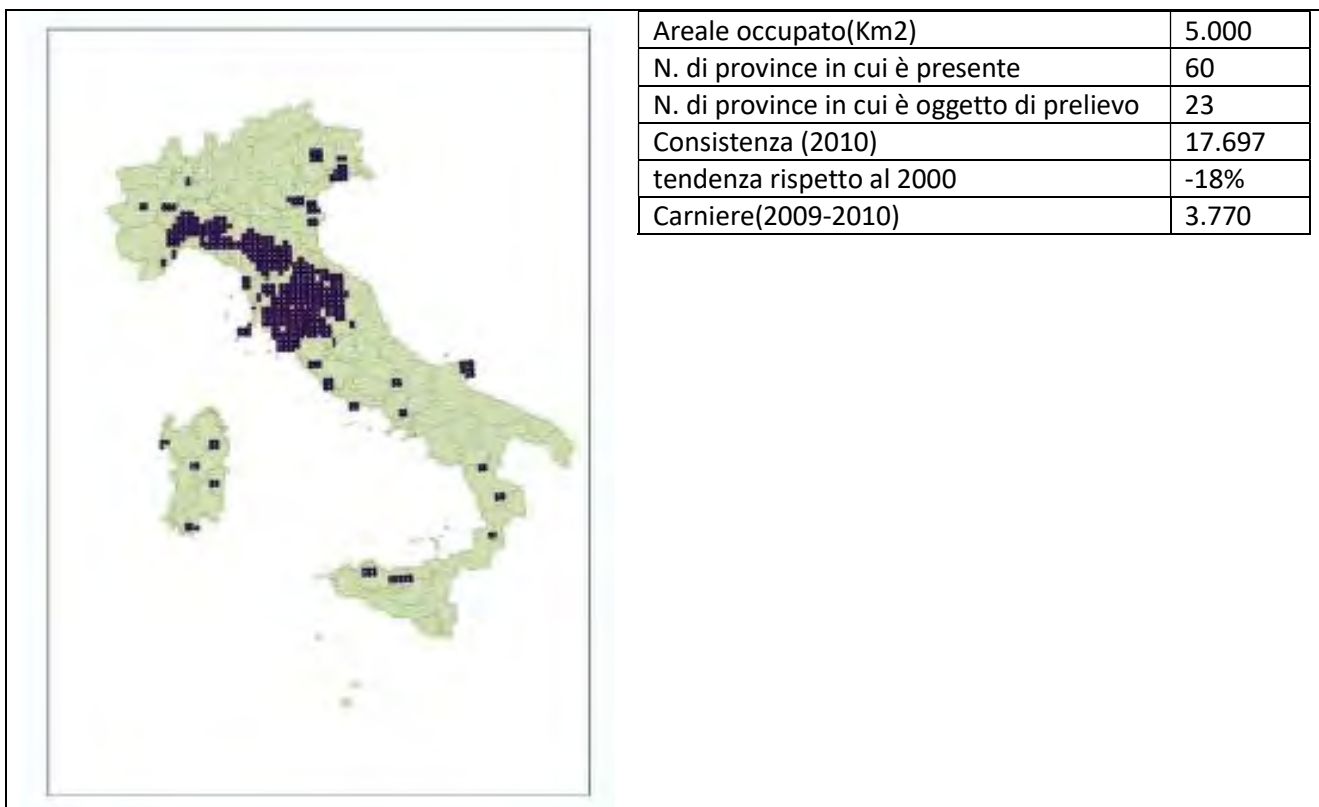 Areale occupato(Km2) 5.000
N. di province in cui è presente 60
N. di province in cui è oggetto di prelievo 23
Consistenza (2010) 17.697
tendenza rispetto al 2000 -18%
Carniere(2009-2010) 3.770